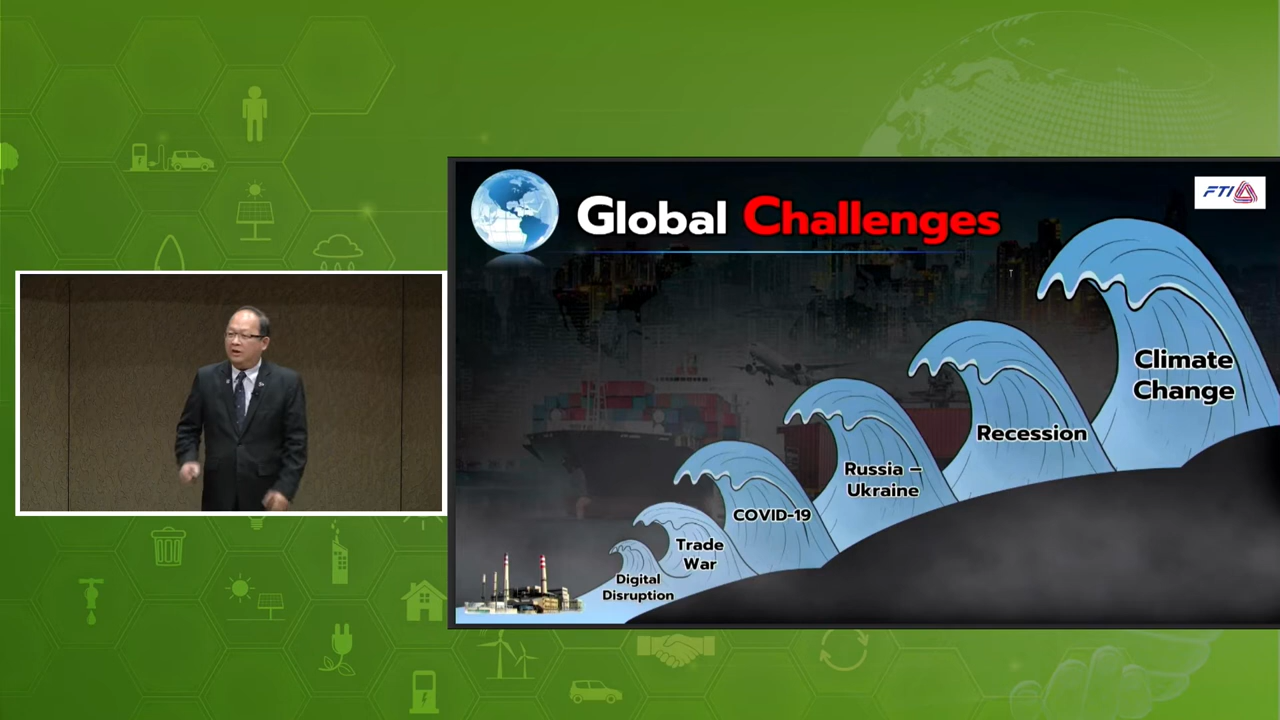 Global Challenges
FTI
Climate
Change
Recession
Russia –
Ukraine
COVID-19
Trade
War
Digital
Disruption